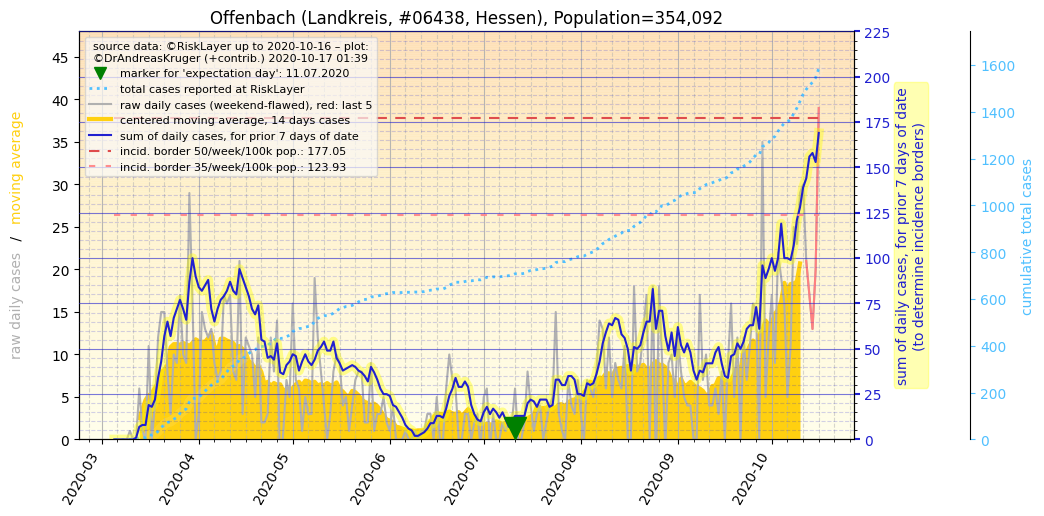 Offenbach (Landkreis, #06438, Hessen), Population=354,092
source data: ©RiskLayer up to 2020-10-16 – plot:
©DrAndreasKruger (+contrib.) 2020-10-17 01:39
marker for 'expectation day': 11.07.2020
total cases reported at RiskLayer
raw daily cases (weekend-flawed), red: last 5
centered moving average, 14 days cases
sum of daily cases, for prior 7 days of date
incid. border 50/week/100k pop.: 177.05
incid. border 35/week/100k pop.: 123.93
raw daily cases / moving average
45
40
35
30
25
20
15
10
5
0
2020-03
2020-04
2020-05
2020-06
2020-07
2020-08
2020-09
2020-10
225
200
175
150
125
100
75
50
25
0
sum of daily cases, for prior 7 days of date
(to determine incidence borders)
1600
1400
1200
1000
800
600
400
200
0
cumulative total cases